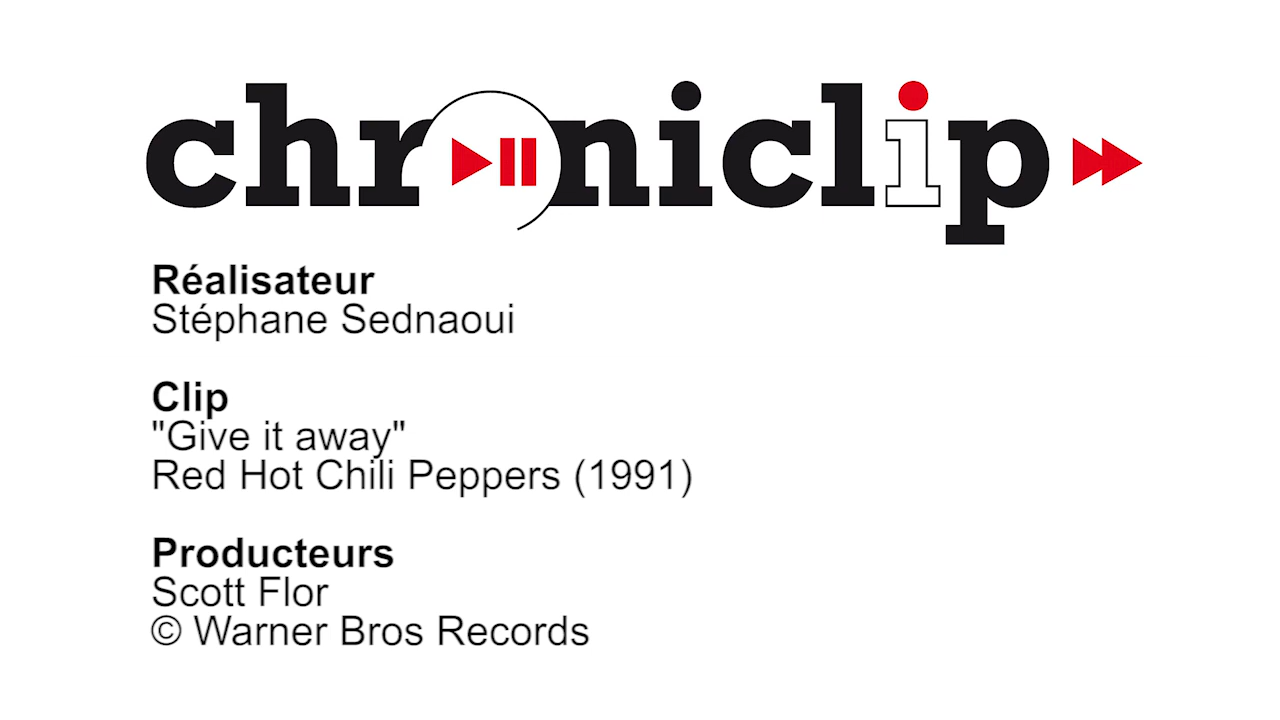 chroniclip
Réalisateur
Stéphane Sednaoui
Clip
"Give it away"
Red Hot Chili Peppers (1991)
Producteurs
Scott Flor
© Warner Bros Records